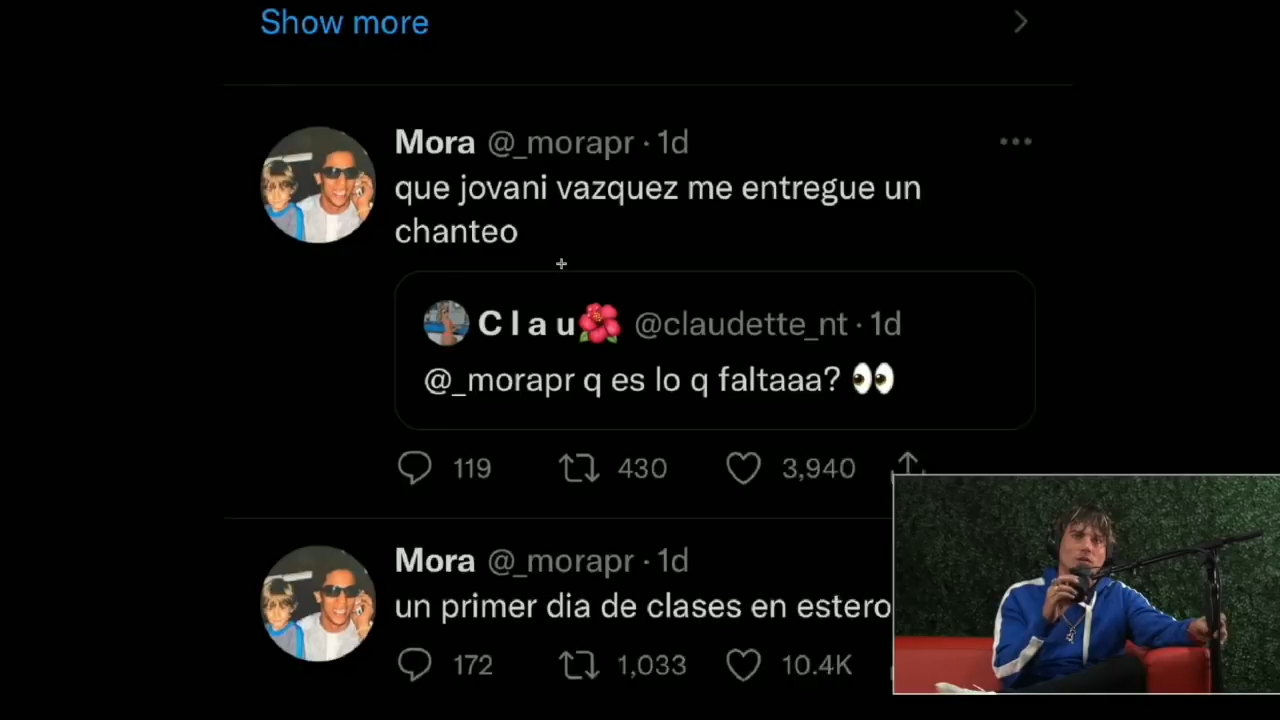 Show more
Mora @_morapr · 1d
que jovani vazquez me entregue un
chanteo
C l a u🌺 @claudette_nt · 1d
@_morapr q es lo q faltaaa? 👀
119 430 3,940
Mora @_morapr · 1d
un primer dia de clases en estero
172 1,033 10.4K